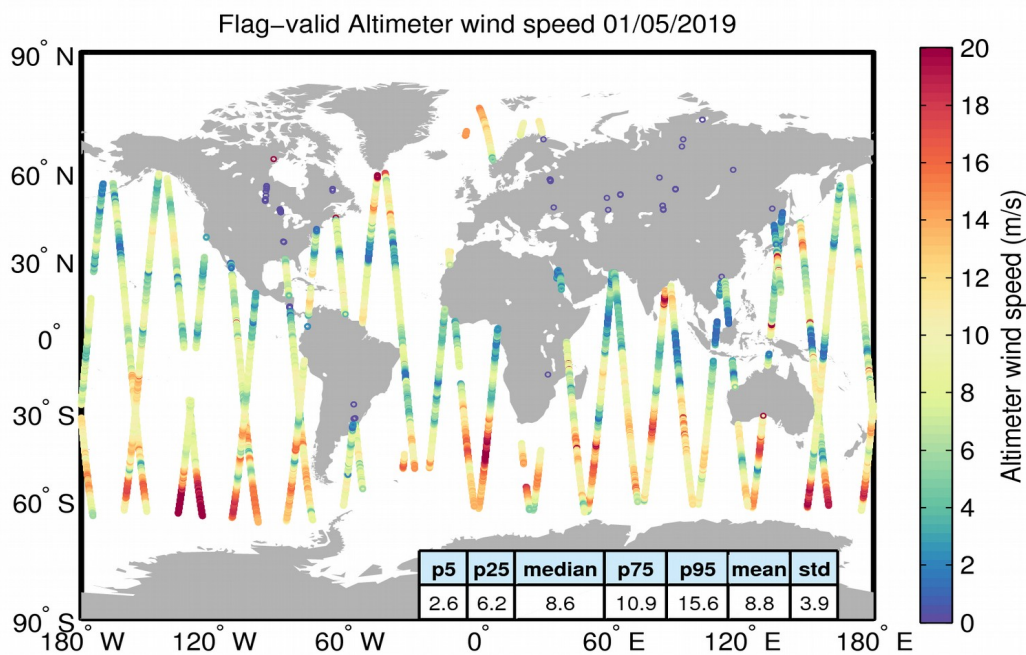 Flag−valid Altimeter wind speed 01/05/2019
90° N
60° N
30° N
0°
30° S
60° S
90° S
180° W
120° W
60° W
0°
60° E
120° E
180° E
p5 p25 median p75 p95 mean std
2.6 6.2 8.6 10.9 15.6 8.8 3.9
20
18
16
14
12
10
8
6
4
2
0
Altimeter wind speed (m/s)